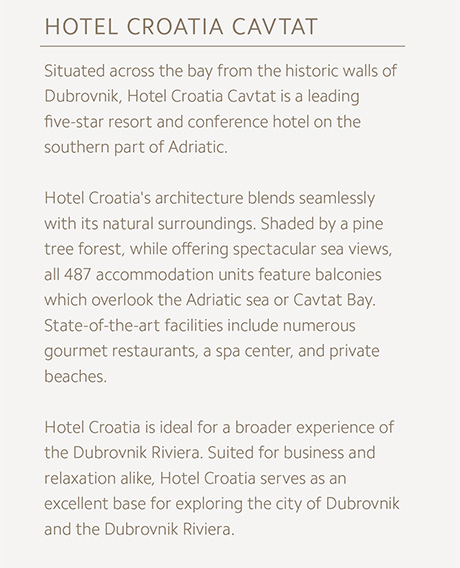 HOTEL CROATIA CAVTAT
Situated across the bay from the historic walls of
Dubrovnik, Hotel Croatia Cavtat is a leading
five-star resort and conference hotel on the
southern part of Adriatic.
Hotel Croatia's architecture blends seamlessly
with its natural surroundings. Shaded by a pine
tree forest, while offering spectacular sea views,
all 487 accommodation units feature balconies
which overlook the Adriatic sea or Cavtat Bay.
State-of-the-art facilities include numerous
gourmet restaurants, a spa center, and private
beaches.
Hotel Croatia is ideal for a broader experience of
the Dubrovnik Riviera. Suited for business and
relaxation alike, Hotel Croatia serves as an
excellent base for exploring the city of Dubrovnik
and the Dubrovnik Riviera.